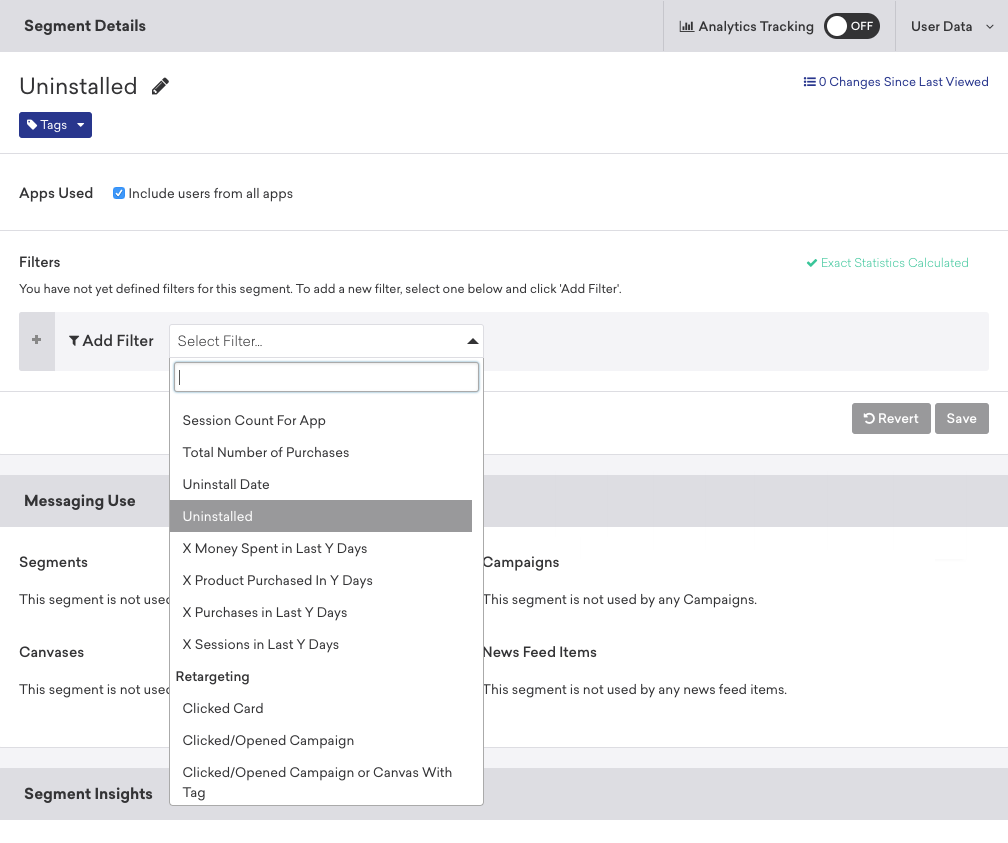 Segment Details
Analytics Tracking
OFF
User Data
Uninstalled
0 Changes Since Last Viewed
Tags
Apps Used
Include users from all apps
Filters
Exact Statistics Calculated
You have not yet defined filters for this segment. To add a new filter, select one below and click 'Add Filter'.
+
Add Filter
Select Filter...
Session Count For App
Total Number of Purchases
Uninstall Date
Uninstalled
X Money Spent in Last Y Days
X Product Purchased In Y Days
X Purchases in Last Y Days
X Sessions in Last Y Days
Retargeting
Clicked Card
Clicked/Opened Campaign
Clicked/Opened Campaign or Canvas With
Tag
Revert
Save
Messaging Use
Segments
This segment is not used
Campaigns
This segment is not used by any Campaigns.
Canvases
This segment is not used
News Feed Items
This segment is not used by any news feed items.
Segment Insights